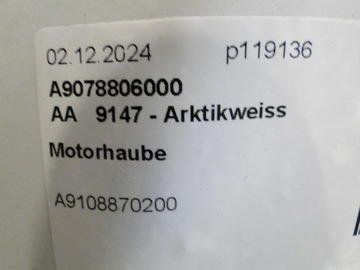 02.12.2024 p119136
A9078806000
AA 9147 - Arktikweiss
Motorhaube
A9108870200